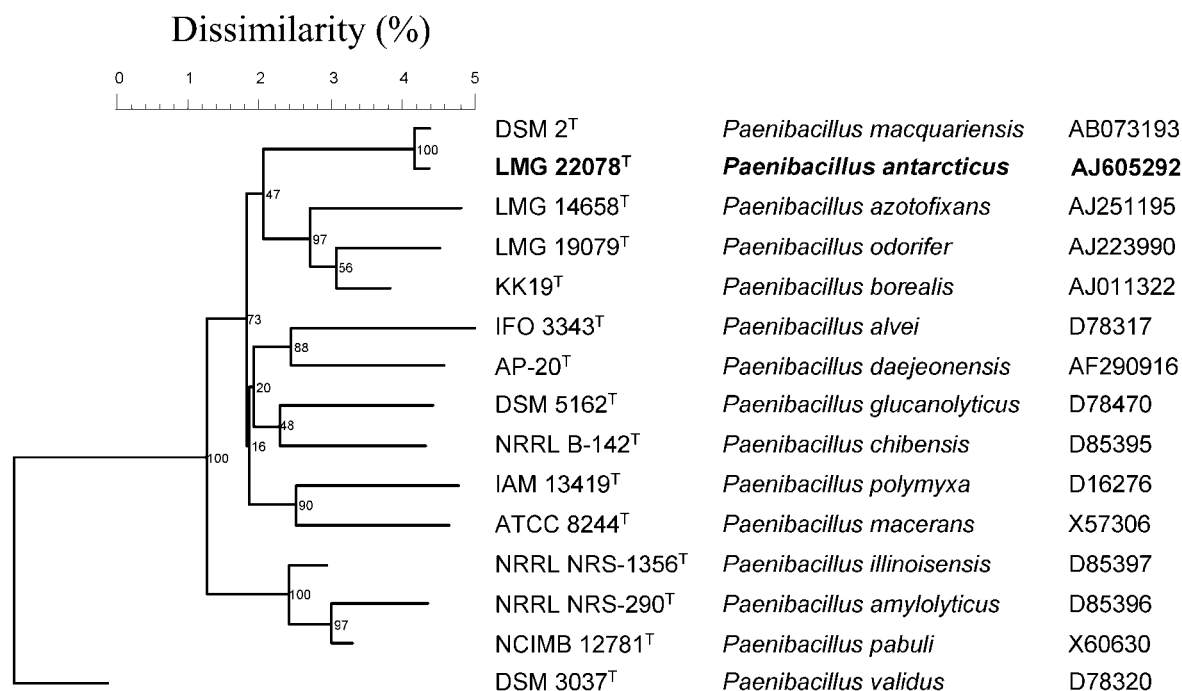 Dissimilarity (%)
0 1 2 3 4 5
DSM 2ᵀ Paenibacillus macquariensis AB073193
100
LMG 22078ᵀ Paenibacillus antarcticus AJ605292
47
LMG 14658ᵀ Paenibacillus azotofixans AJ251195
97
LMG 19079ᵀ Paenibacillus odorifer AJ223990
56
KK19ᵀ Paenibacillus borealis AJ011322
73
IFO 3343ᵀ Paenibacillus alvei D78317
88
AP-20ᵀ Paenibacillus daejeonensis AF290916
20
DSM 5162ᵀ Paenibacillus glucanolyticus D78470
48
NRRL B-142ᵀ Paenibacillus chibensis D85395
16
100
IAM 13419ᵀ Paenibacillus polymyxa D16276
90
ATCC 8244ᵀ Paenibacillus macerans X57306
NRRL NRS-1356ᵀ Paenibacillus illinoisensis D85397
100
NRRL NRS-290ᵀ Paenibacillus amylolyticus D85396
97
NCIMB 12781ᵀ Paenibacillus pabuli X60630
DSM 3037ᵀ Paenibacillus validus D78320